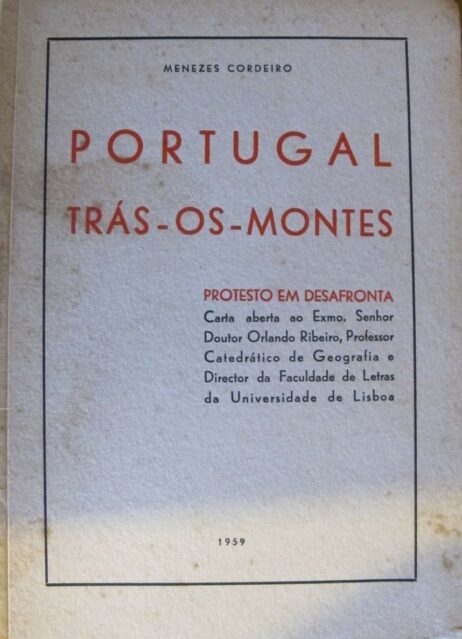 MENEZES CORDEIRO
PORTUGAL
TRÁS-OS-MONTES
PROTESTO EM DESAFRONTA
Carta aberta ao Exmo. Senhor
Doutor Orlando Ribeiro, Professor
Catedrático de Geografia e
Director da Faculdade de Letras
da Universidade de Lisboa
1959